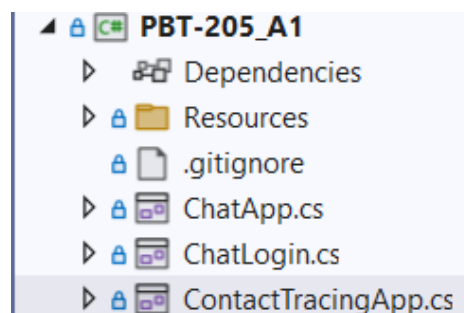 C# PBT-205_A1
Dependencies
Resources
.gitignore
ChatApp.cs
ChatLogin.cs
ContactTracingApp.cs